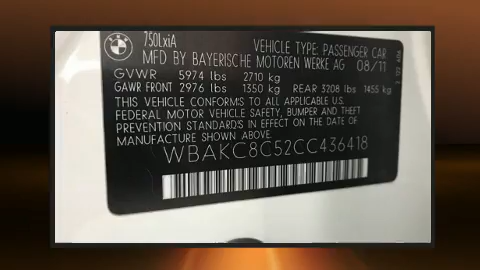 BMW
750LxiA
VEHICLE TYPE: PASSENGER CAR
MFD BY BAYERISCHE MOTOREN WERKE AG 08/11
GVWR 5974 lbs 2710 kg
GAWR FRONT 2976 lbs 1350 kg REAR 3208 lbs 1455 kg
THIS VEHICLE CONFORMS TO ALL APPLICABLE U.S.
FEDERAL MOTOR VEHICLE SAFETY, BUMPER AND THEFT
PREVENTION STANDARD'S IN EFFECT ON THE DATE OF
MANUFACTURE SHOWN ABOVE.
WBAKC8C52CC436418